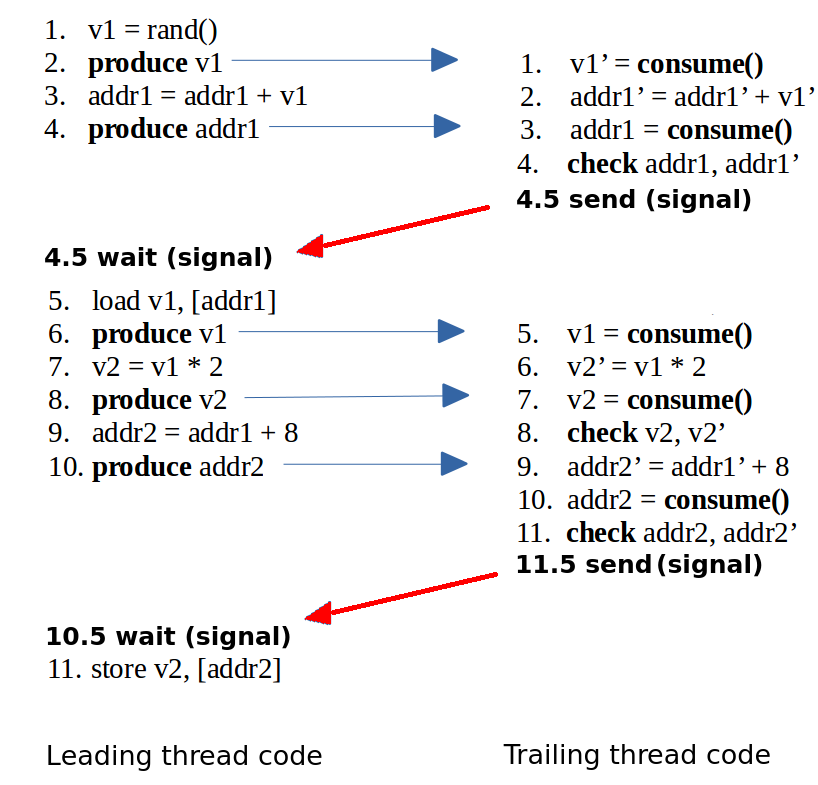 1. v1 = rand()
2. produce v1
3. addr1 = addr1 + v1
4. produce addr1
1. v1’ = consume()
2. addr1’ = addr1’ + v1’
3. addr1 = consume()
4. check addr1, addr1’
4.5 send (signal)
4.5 wait (signal)
5. load v1, [addr1]
6. produce v1
7. v2 = v1 * 2
8. produce v2
9. addr2 = addr1 + 8
10. produce addr2
5. v1 = consume()
6. v2’ = v1 * 2
7. v2 = consume()
8. check v2, v2’
9. addr2’ = addr1’ + 8
10. addr2 = consume()
11. check addr2, addr2’
11.5 send (signal)
10.5 wait (signal)
11. store v2, [addr2]
Leading thread code
Trailing thread code